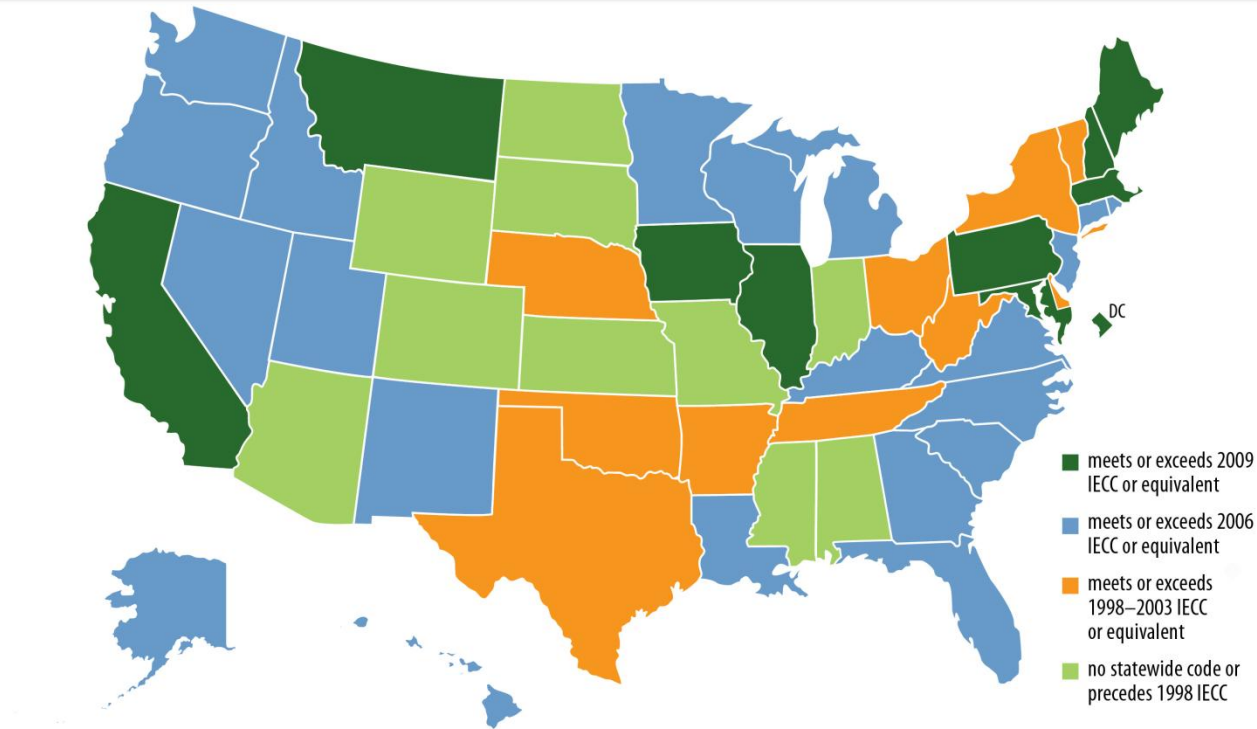 DC
meets or exceeds 2009
IECC or equivalent
meets or exceeds 2006
IECC or equivalent
meets or exceeds
1998–2003 IECC
or equivalent
no statewide code or
precedes 1998 IECC